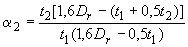 α₂ = t₂[1,6Dᵣ − (t₁ + 0,5t₂)] / t₁(1,6Dᵣ − 0,5t₁)